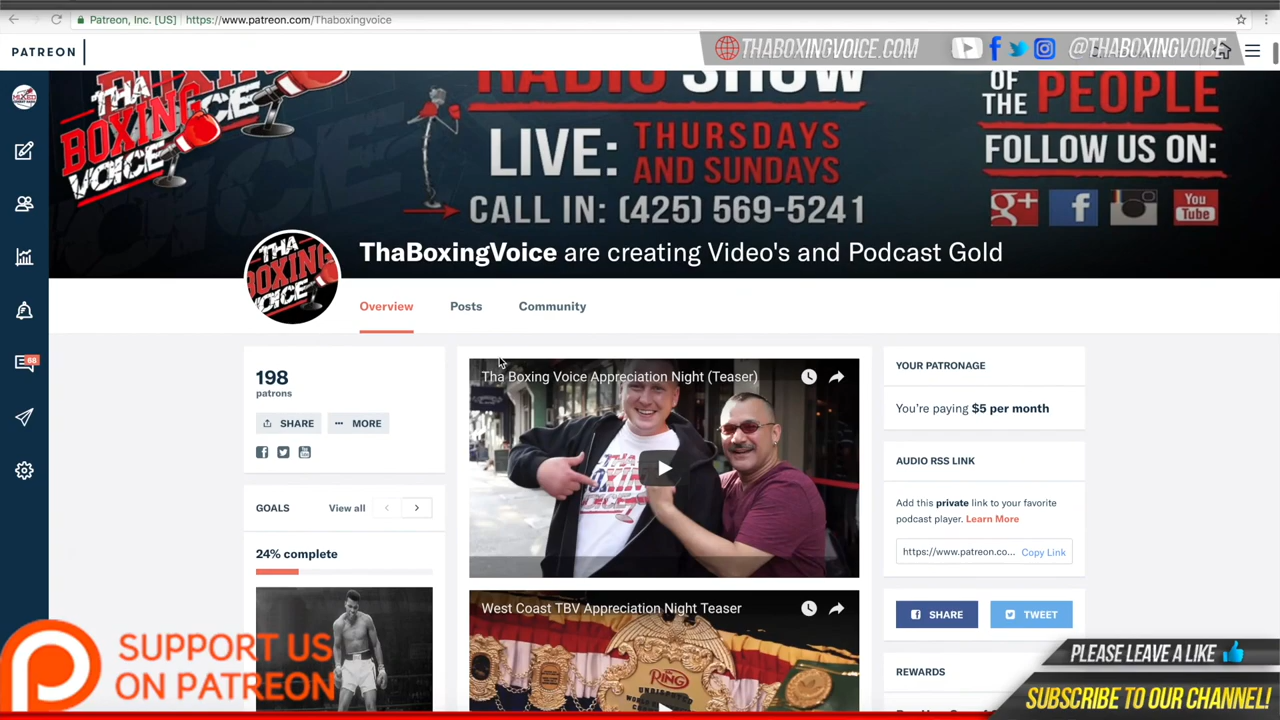 Patreon, Inc. [US]
https://www.patreon.com/Thaboxingvoice
PATREON
THABOXINGVOICE.COM
@THABOXINGVOICE
THA
BOXING
VOICE
RADIO SHOW
LIVE: THURSDAYS
AND SUNDAYS
CALL IN: (425) 569-5241
OF
THE PEOPLE
FOLLOW US ON:
You
Tube
THA
BOXING
VOICE
ThaBoxingVoice are creating Video's and Podcast Gold
Overview
Posts
Community
198
patrons
SHARE
MORE
GOALS
View all
24% complete
Tha Boxing Voice Appreciation Night (Teaser)
West Coast TBV Appreciation Night Teaser
RING
YOUR PATRONAGE
You're paying $5 per month
AUDIO RSS LINK
Add this private link to your favorite
podcast player. Learn More
https://www.patreon.co... Copy Link
SHARE
TWEET
REWARDS
SUPPORT US
ON PATREON
PLEASE LEAVE A LIKE
SUBSCRIBE TO OUR CHANNEL!